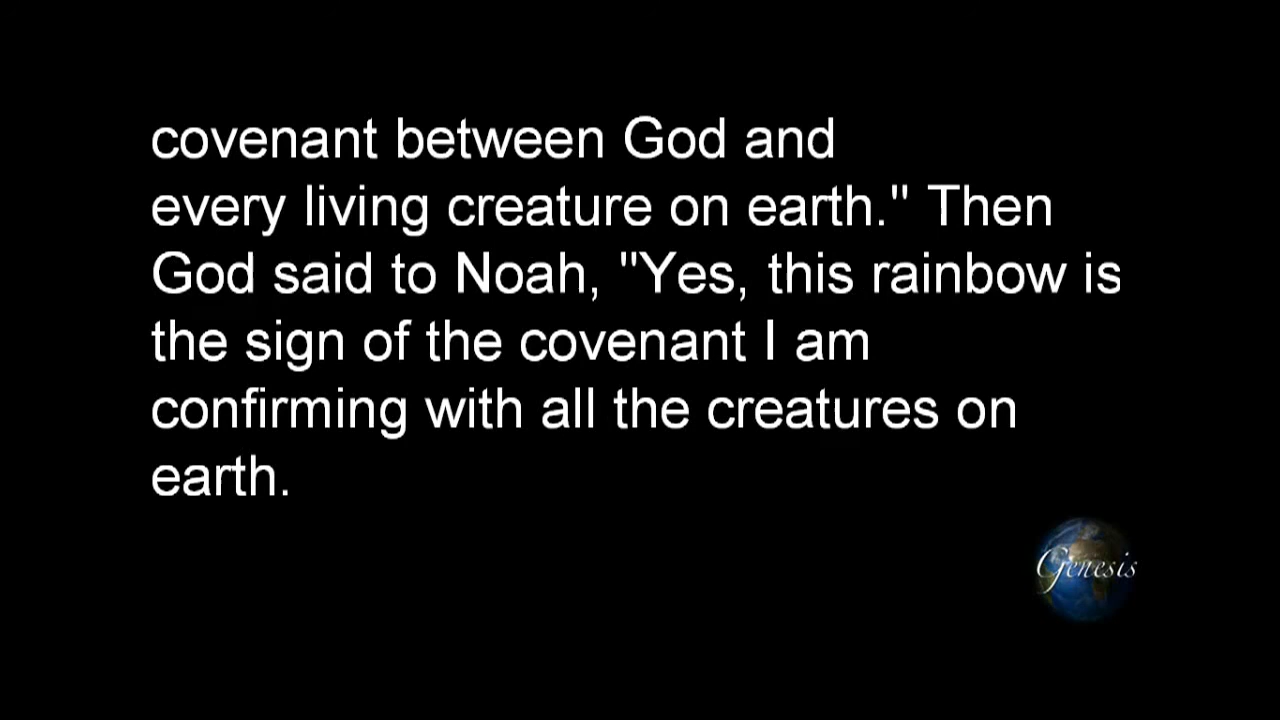 covenant between God and
every living creature on earth." Then
God said to Noah, "Yes, this rainbow is
the sign of the covenant I am
confirming with all the creatures on
earth.
Genesis